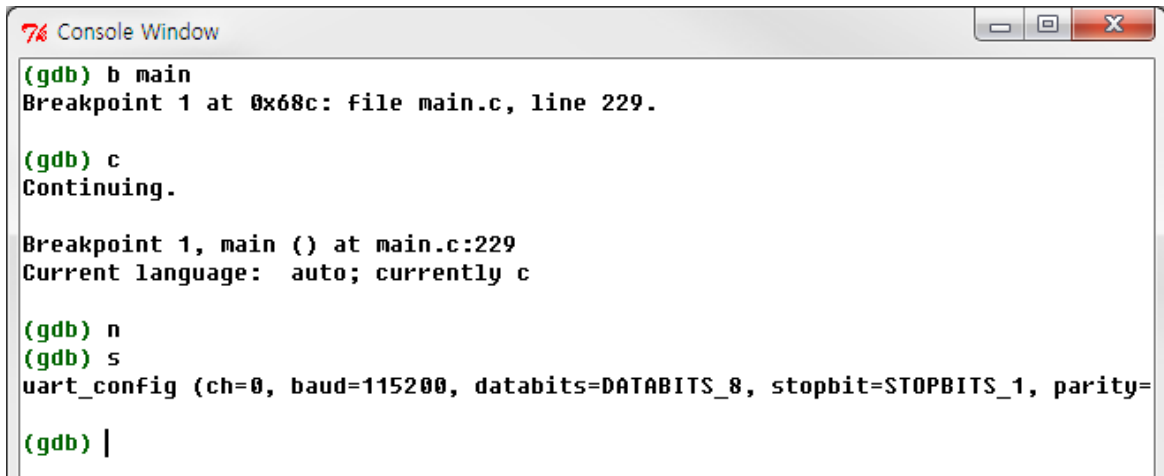 Console Window
(gdb) b main
Breakpoint 1 at 0x68c: file main.c, line 229.
(gdb) c
Continuing.
Breakpoint 1, main () at main.c:229
Current language:  auto; currently c
(gdb) n
(gdb) s
uart_config (ch=0, baud=115200, databits=DATABITS_8, stopbit=STOPBITS_1, parity=
(gdb)